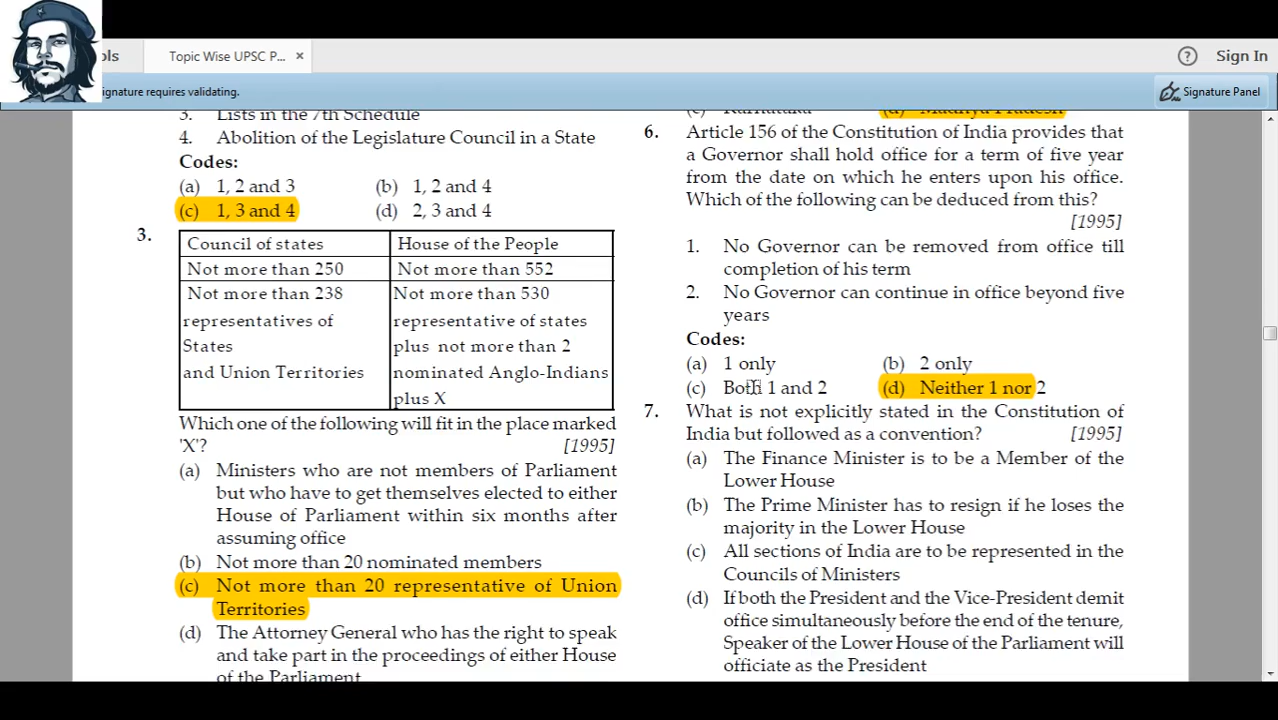 ols
Topic Wise UPSC P... ×
? Sign In
ignature requires validating.
Signature Panel
3. Lists in the 7th Schedule
4. Abolition of the Legislature Council in a State
Codes:
(a) 1, 2 and 3 (b) 1, 2 and 4
(c) 1, 3 and 4 (d) 2, 3 and 4
3.
Council of states House of the People
Not more than 250 Not more than 552
Not more than 238 Not more than 530
representatives of representative of states
States plus not more than 2
and Union Territories nominated Anglo-Indians
plus X
Which one of the following will fit in the place marked
'X'? [1995]
(a) Ministers who are not members of Parliament
but who have to get themselves elected to either
House of Parliament within six months after
assuming office
(b) Not more than 20 nominated members
(c) Not more than 20 representative of Union
Territories
(d) The Attorney General who has the right to speak
and take part in the proceedings of either House
of the Parliament
(c) Karnataka (d) Madhya Pradesh
6. Article 156 of the Constitution of India provides that
a Governor shall hold office for a term of five year
from the date on which he enters upon his office.
Which of the following can be deduced from this?
[1995]
1. No Governor can be removed from office till
completion of his term
2. No Governor can continue in office beyond five
years
Codes:
(a) 1 only (b) 2 only
(c) Both 1 and 2 (d) Neither 1 nor 2
7. What is not explicitly stated in the Constitution of
India but followed as a convention? [1995]
(a) The Finance Minister is to be a Member of the
Lower House
(b) The Prime Minister has to resign if he loses the
majority in the Lower House
(c) All sections of India are to be represented in the
Councils of Ministers
(d) If both the President and the Vice-President demit
office simultaneously before the end of the tenure,
Speaker of the Lower House of the Parliament will
officiate as the President